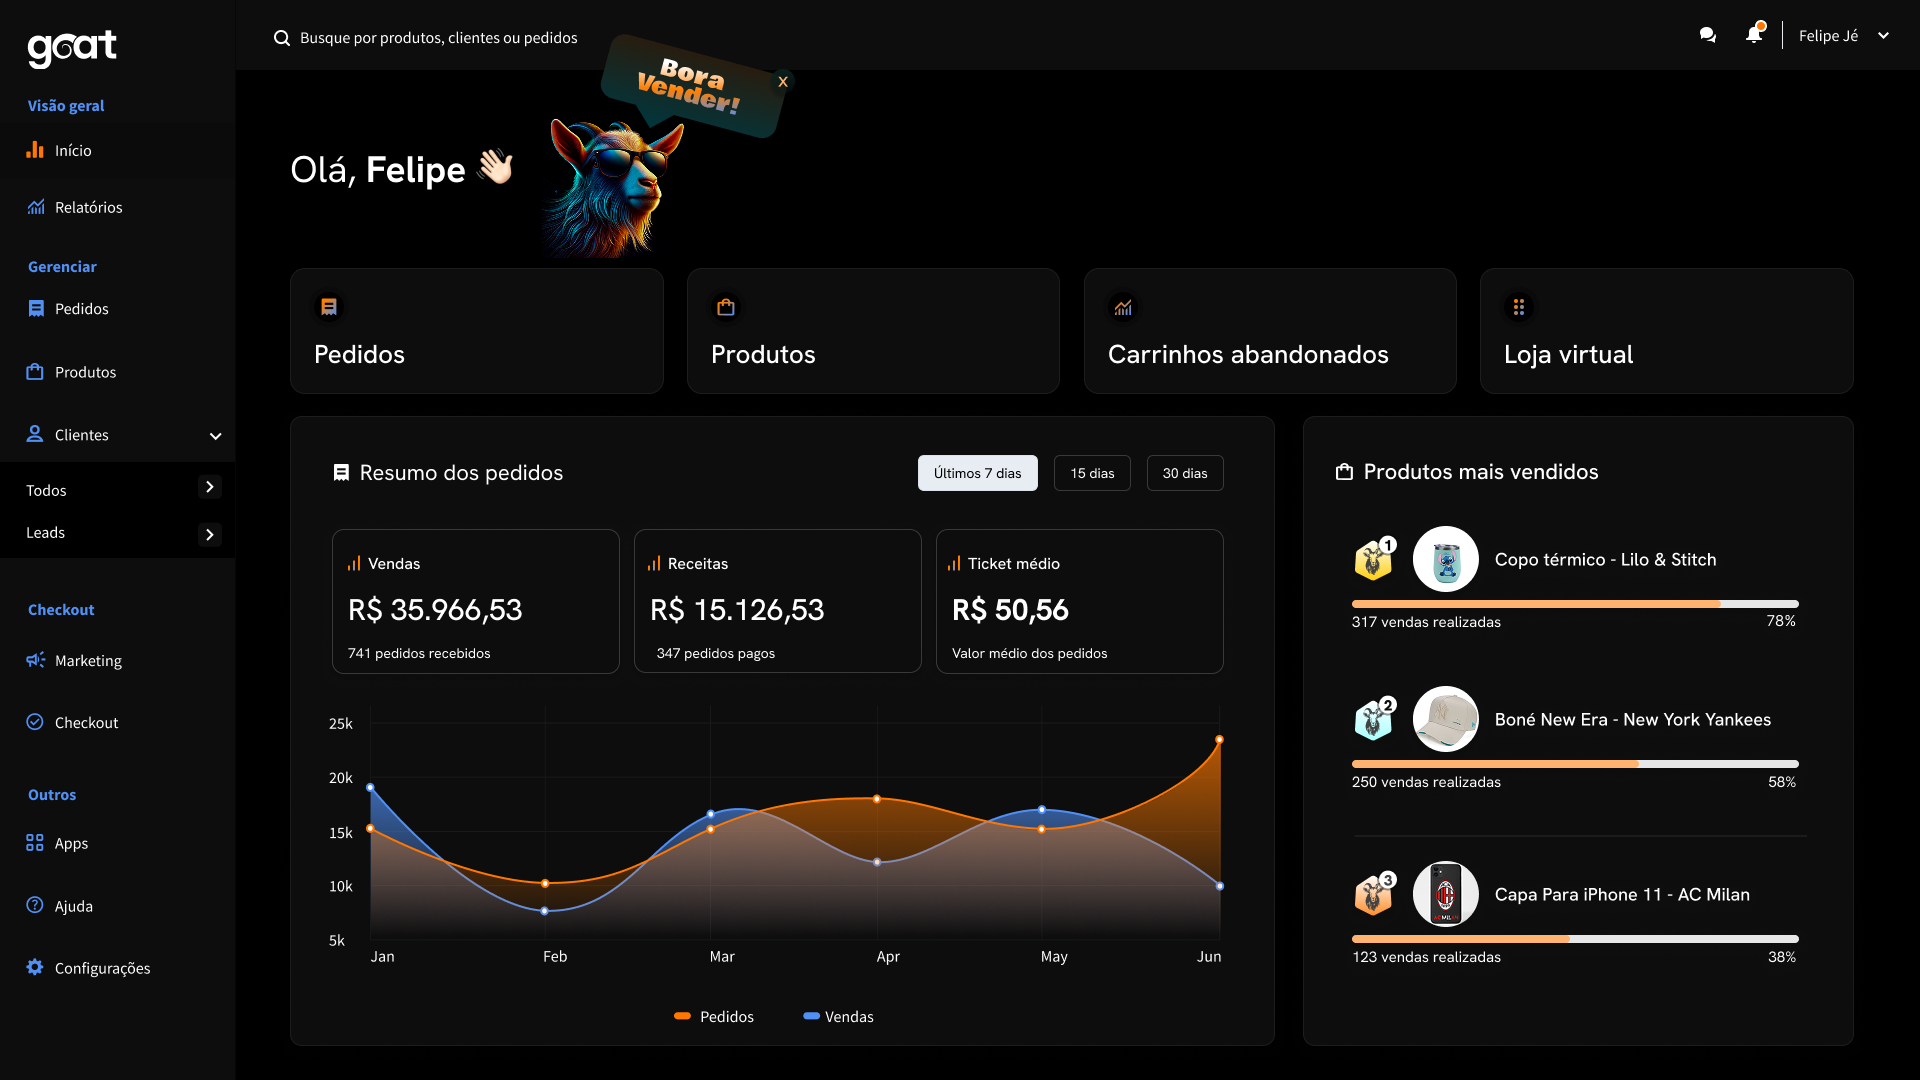 goat
Busque por produtos, clientes ou pedidos
Felipe Jé
Visão geral
Início
Relatórios
Gerenciar
Pedidos
Produtos
Clientes
Todos
Leads
Checkout
Marketing
Checkout
Outros
Apps
Ajuda
Configurações
Bora
Vender!
X
Olá, Felipe 👋🏻
Pedidos
Produtos
Carrinhos abandonados
Loja virtual
Resumo dos pedidos
Últimos 7 dias
15 dias
30 dias
Vendas
R$ 35.966,53
741 pedidos recebidos
Receitas
R$ 15.126,53
347 pedidos pagos
Ticket médio
R$ 50,56
Valor médio dos pedidos
25k
20k
15k
10k
5k
Jan
Feb
Mar
Apr
May
Jun
Pedidos
Vendas
Produtos mais vendidos
1
Copo térmico - Lilo & Stitch
317 vendas realizadas
78%
2
Boné New Era - New York Yankees
250 vendas realizadas
58%
3
Capa Para iPhone 11 - AC Milan
AC MILAN
123 vendas realizadas
38%